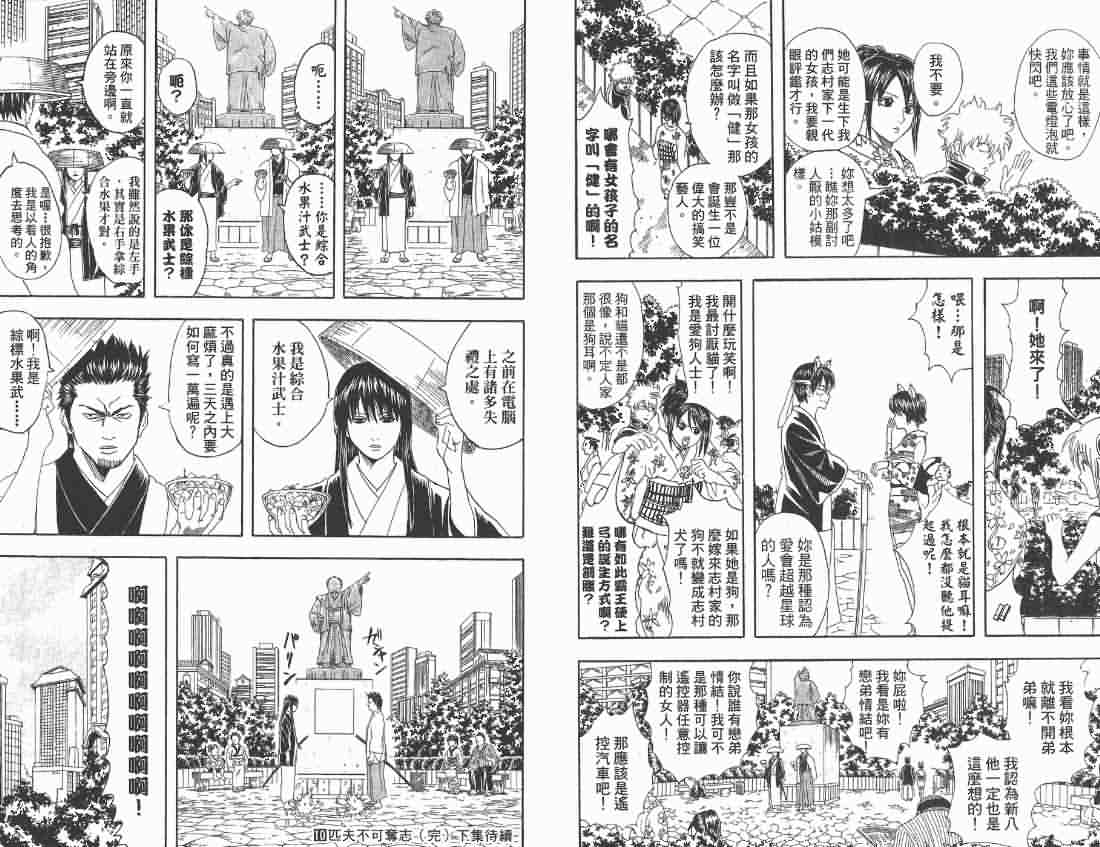 事情就是這樣，
妳應該放心了吧。
我們這些電燈泡就
快閃吧。
我不要。
她可能是生下我
們志村家下一代
的女孩，我要親
眼評鑑才行。
妳想太多了吧
…瞧妳那副討
人厭的小姑模
樣。
而且如果那女孩的
名字叫做「健」那
該怎麼辦？
那豈不是
會誕生一位
偉大的搞笑
藝人。
哪會有女孩子的名
字叫「健」的啊！
啊！她來了！
喂…那是
怎樣！
根本就是貓耳嘛！
我怎麼都沒聽他提
起過呢！
妳是那種認為
愛會超越星球
的人嗎？
開什麼玩笑啊！
我最討厭貓了！
我是愛狗人士！
狗和貓還不是都
很像，說不定人家
那個是狗耳啊。
如果她是狗，那
麼嫁來志村家的
狗不就變成志村
犬了嗎！
哪有如此霸王硬上
弓的誕生方式啊？
我看妳根本
就離不開弟
弟嘛！
我認為新八
他一定也是
這麼想的！
妳屁啦！
我看是妳有
戀弟情結吧
你說誰有戀弟
情結！我可不
是那種可以讓
遙控器任意控
制的女人！
那應該是遙
控汽車吧！
呃……
呃？
……你是綜合
水果汁武士？
那你是綻種
水果武士？
原來你一直就
站在旁邊啊！
我雖然說的是左手
，其實是右手拿綜
合水果才對。
是喔…很抱歉，
我是以看人的角
度去思考的。
之前在電腦
上有諸多失
禮之處。
我是綜合
水果汁武士。
不過真的是遇上大
麻煩了，三天之內要
如何寫一萬遍呢？
啊！我是
綜標水果武……
ガチャン
パリン
10匹夫不可奪志（完）下集待續
啊啊啊啊啊啊啊啊啊啊！